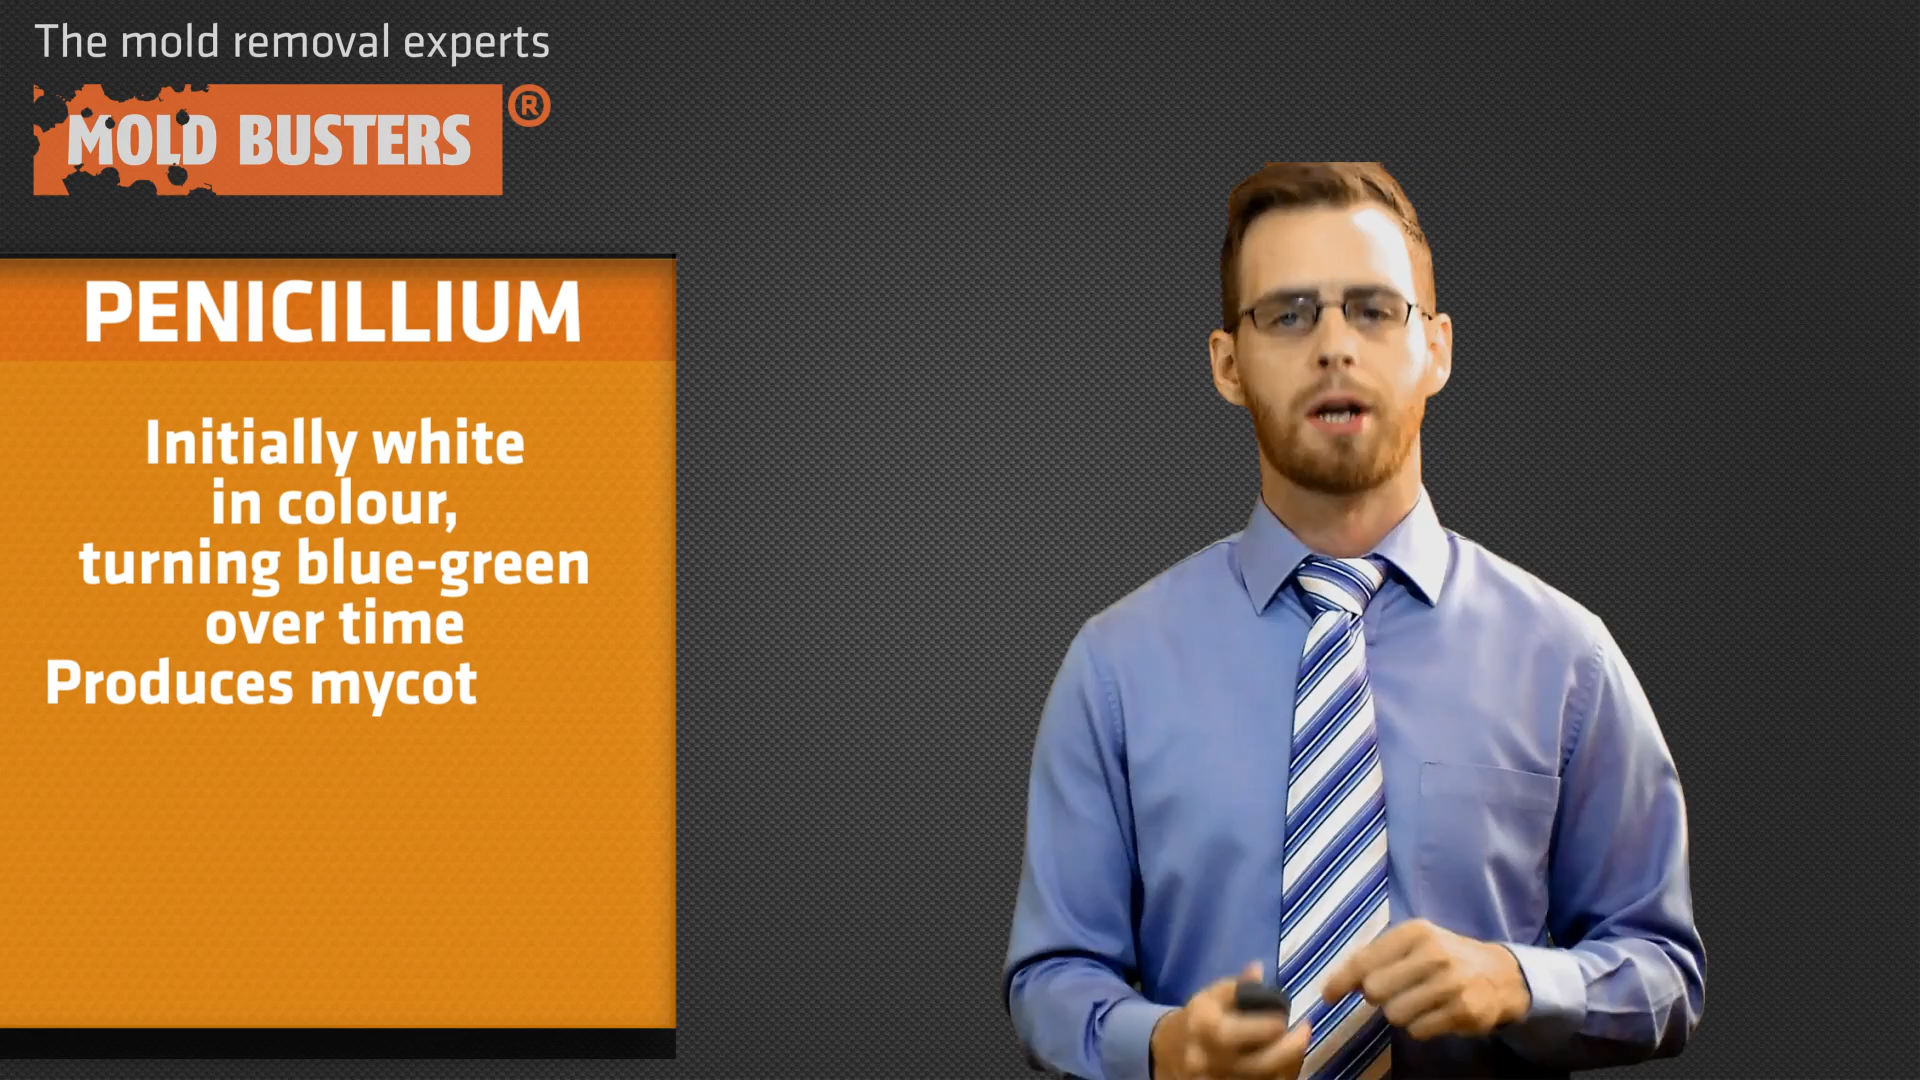 The mold removal experts
MOLD BUSTERS ®
PENICILLIUM
Initially white
in colour,
turning blue-green
over time
Produces mycot